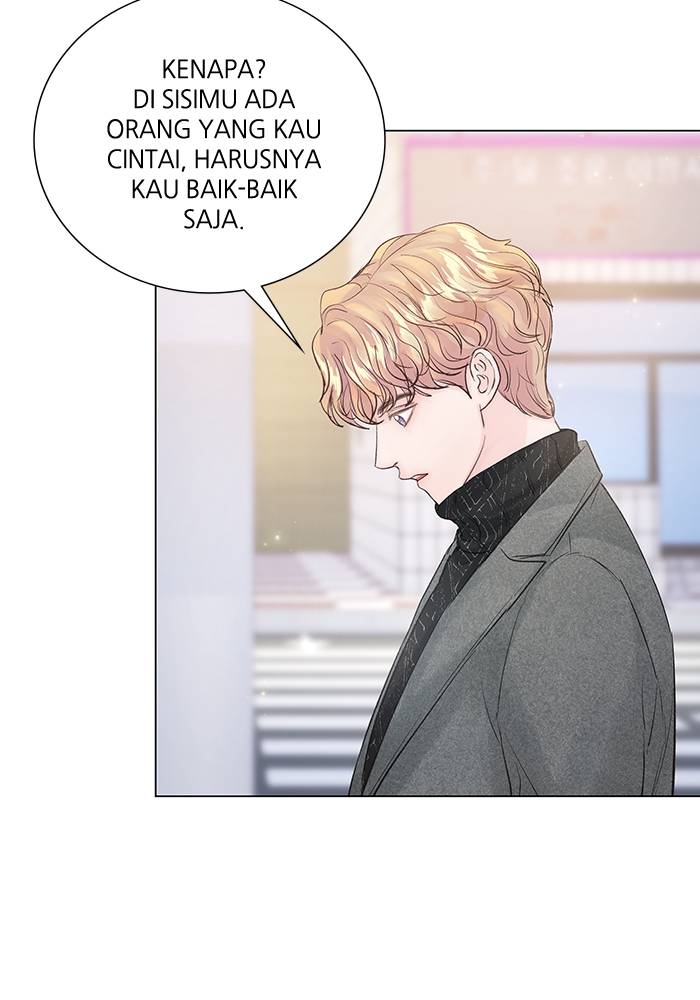 KENAPA?
DI SISIMU ADA
ORANG YANG KAU
CINTAI, HARUSNYA
KAU BAIK-BAIK
SAJA.